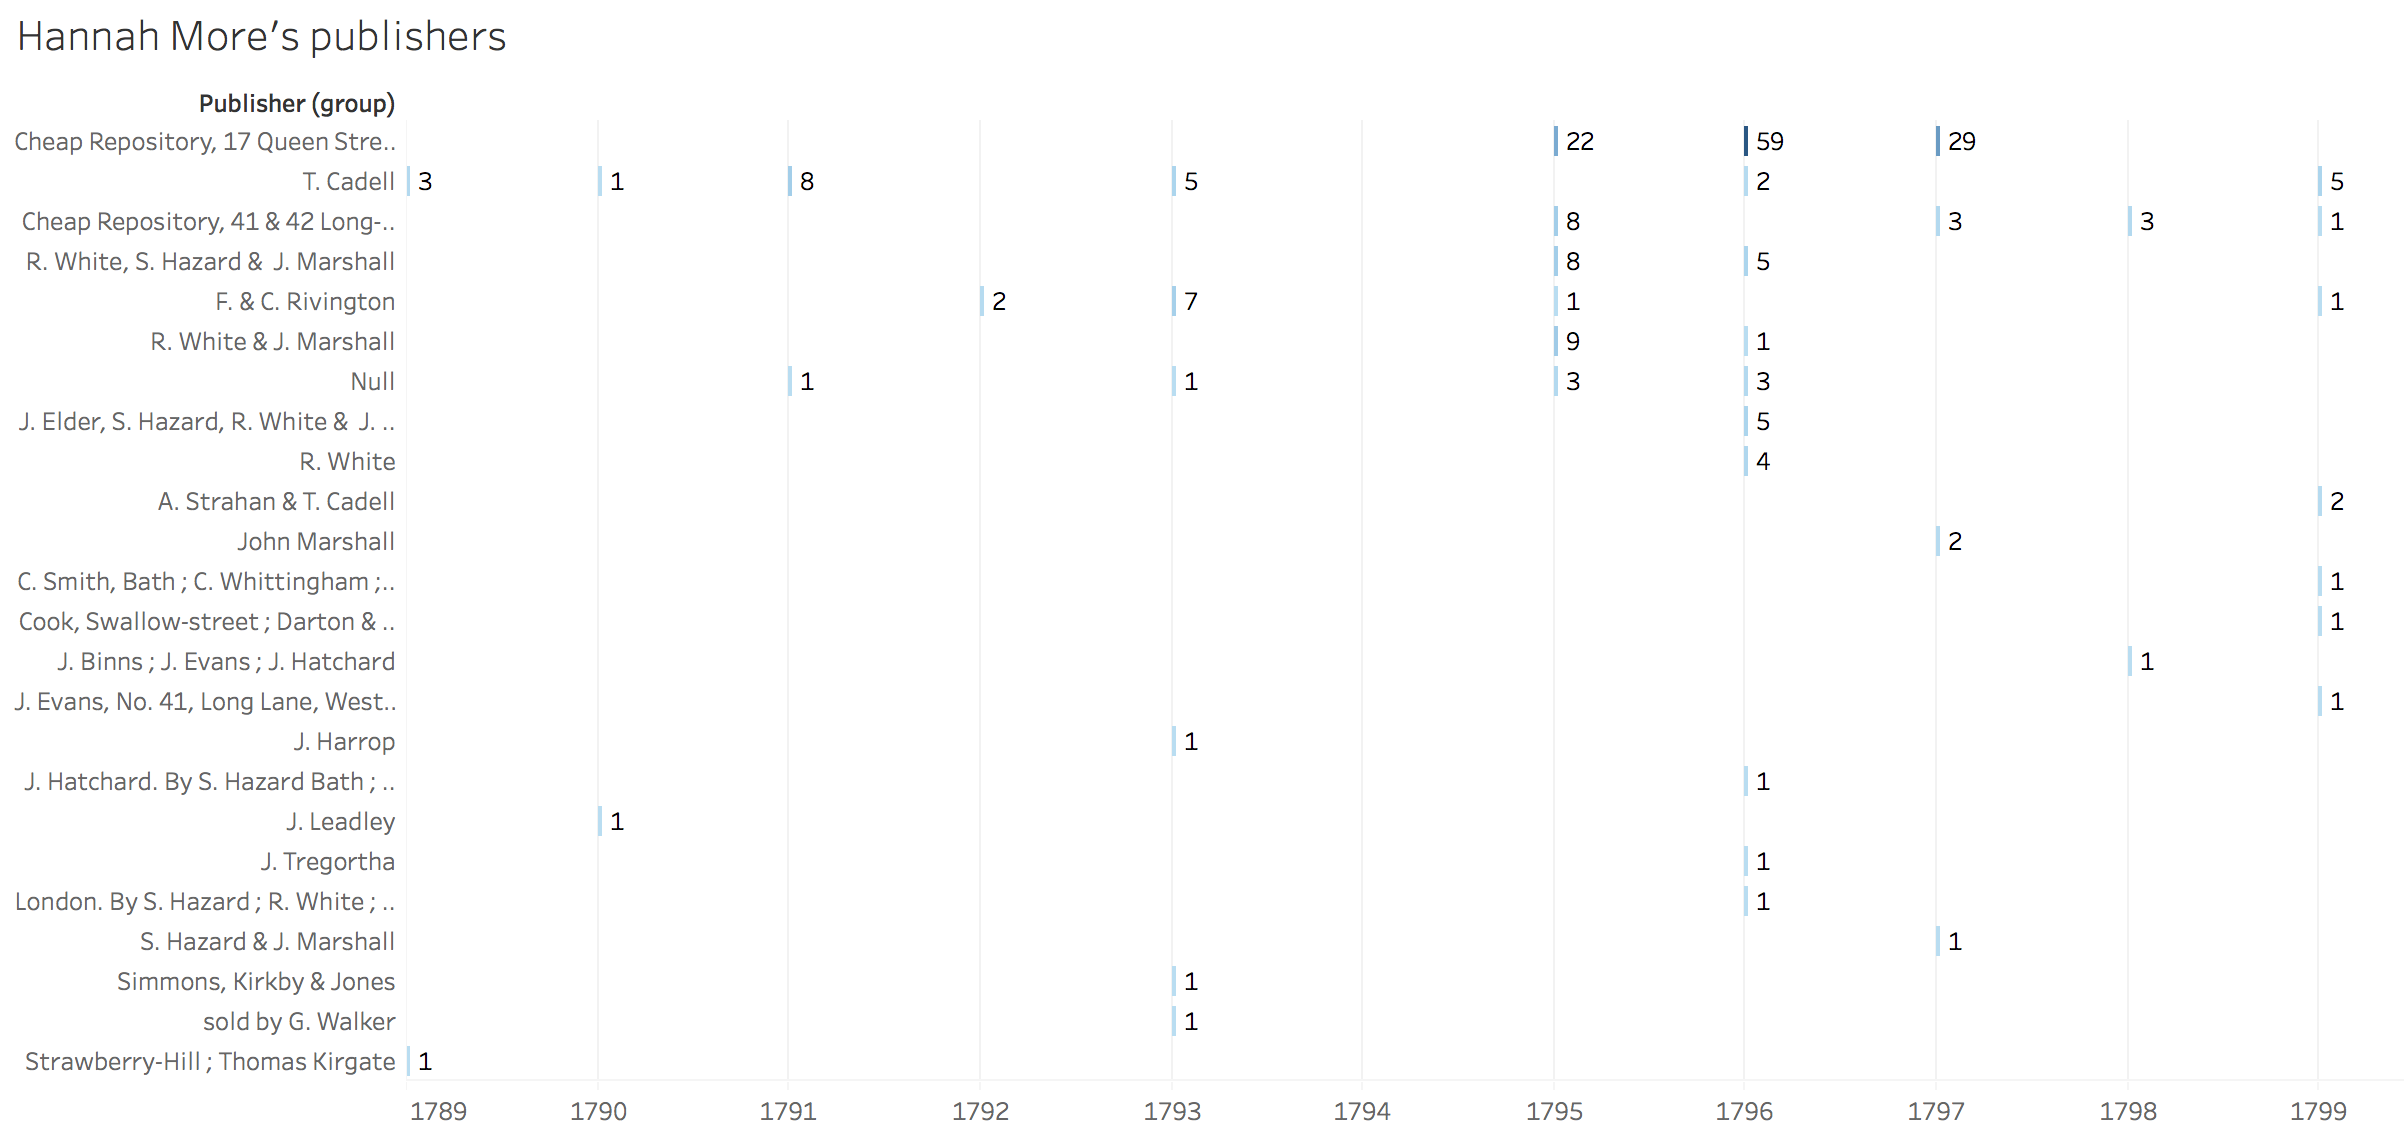 Hannah More's publishers
Publisher (group)
Cheap Repository, 17 Queen Stre.. 22 59 29
T. Cadell 3 1 8 5 2 5
Cheap Repository, 41 & 42 Long-.. 8 3 3 1
R. White, S. Hazard & J. Marshall 8 5
F. & C. Rivington 2 7 1 1
R. White & J. Marshall 9 1
Null 1 1 3 3
J. Elder, S. Hazard, R. White & J. .. 5
R. White 4
A. Strahan & T. Cadell 2
John Marshall 2
C. Smith, Bath ; C. Whittingham ;.. 1
Cook, Swallow-street ; Darton & .. 1
J. Binns ; J. Evans ; J. Hatchard 1
J. Evans, No. 41, Long Lane, West.. 1
J. Harrop 1
J. Hatchard. By S. Hazard Bath ; .. 1
J. Leadley 1
J. Tregortha 1
London. By S. Hazard ; R. White ; .. 1
S. Hazard & J. Marshall 1
Simmons, Kirkby & Jones 1
sold by G. Walker 1
Strawberry-Hill ; Thomas Kirgate 1
1789 1790 1791 1792 1793 1794 1795 1796 1797 1798 1799